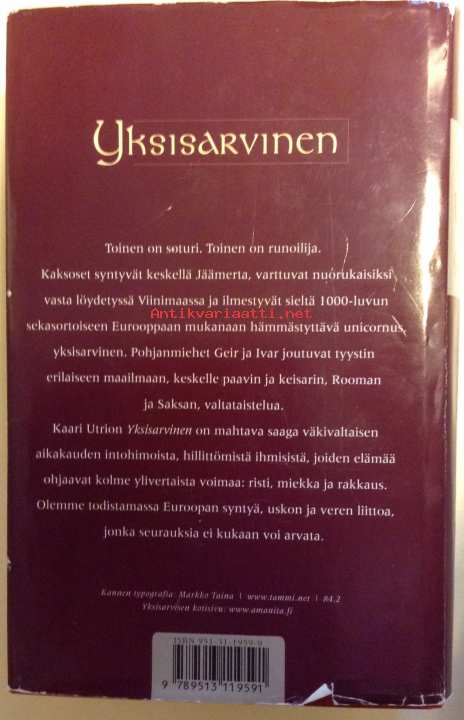 Yksisarvinen
Toinen on soturi. Toinen on runoilija.
Kaksoset syntyvät keskellä Jäämerta, varttuvat nuorukaisiksi
vasta löydetyssä Viinimaassa ja ilmestyvät sieltä 1000-luvun
Antikvariaatti.net
sekasortoiseen Eurooppaan mukanaan hämmästyttävä unicornus,
yksisarvinen. Pohjanmiehet Geir ja Ivar joutuvat tyystin
erilaiseen maailmaan, keskelle paavin ja keisarin, Rooman
ja Saksan, valtataistelua.
Kaari Utrion Yksisarvinen on mahtava saaga väkivaltaisen
aikakauden intohimoista, hillittömistä ihmisistä, joiden elämää
ohjaavat kolme ylivertaista voimaa: risti, miekka ja rakkaus.
Olemme todistamassa Euroopan syntyä, uskon ja veren liittoa,
jonka seurauksia ei kukaan voi arvata.
Kannen typografia: Markko Taina | www.tammi.net | 84.2
Yksisarvisen kotisivu: www.amanita.fi
ISBN 951-31-1959-0
9 789513 119591